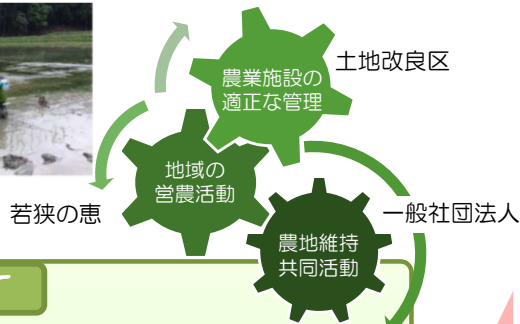 農業施設の
適正な管理
土地改良区
地域の
営農活動
若狭の恵
一般社団法人
農地維持
共同活動